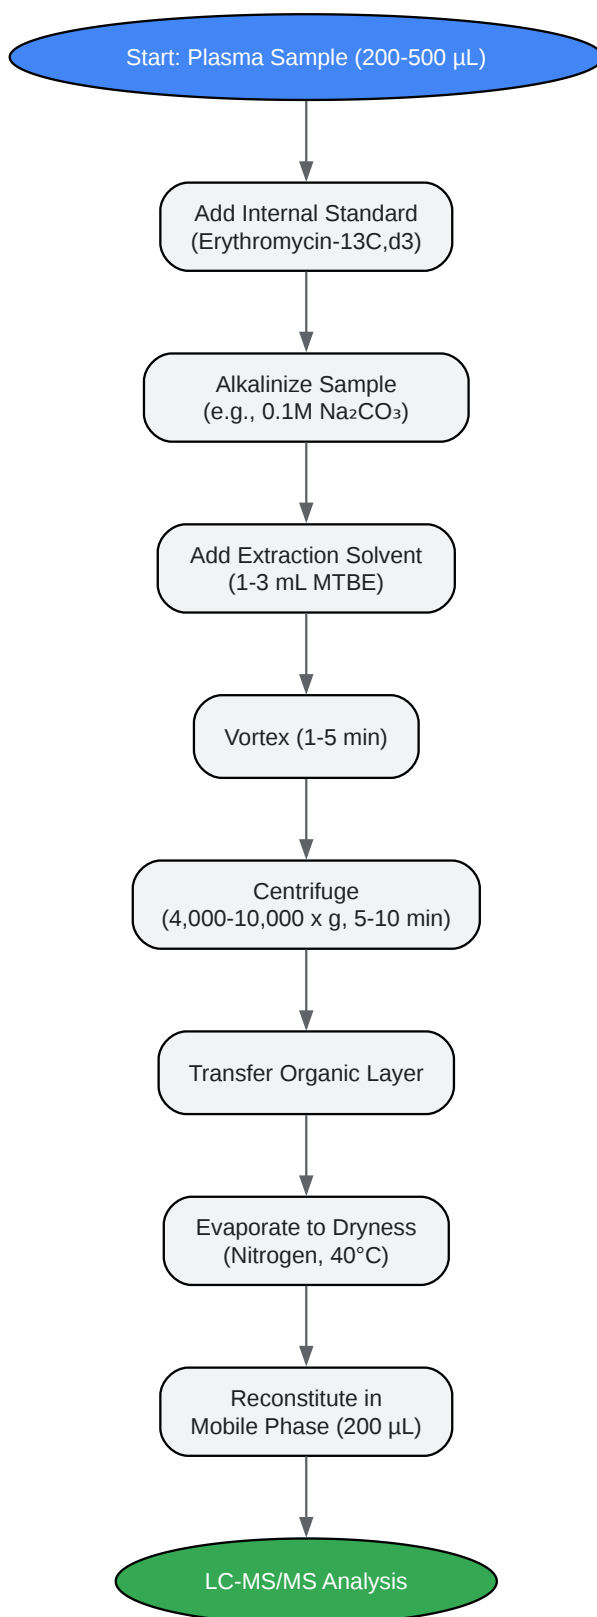 Start: Plasma Sample (200-500 µL)
Add Internal Standard
(Erythromycin-13C,d3)
Alkalinize Sample
(e.g., 0.1M Na₂CO₃)
Add Extraction Solvent
(1-3 mL MTBE)
Vortex (1-5 min)
Centrifuge
(4,000-10,000 x g, 5-10 min)
Transfer Organic Layer
Evaporate to Dryness
(Nitrogen, 40°C)
Reconstitute in
Mobile Phase (200 µL)
LC-MS/MS Analysis